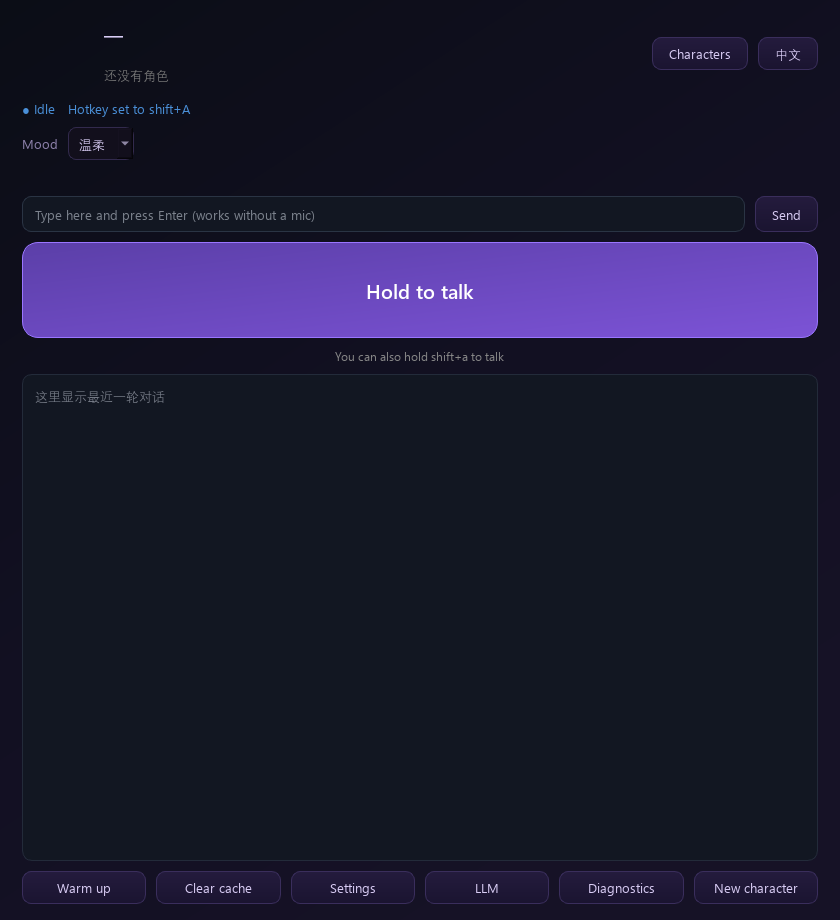 —
还没有角色
Characters
中文
● Idle Hotkey set to shift+A
Mood 温柔
Type here and press Enter (works without a mic)
Send
Hold to talk
You can also hold shift+a to talk
这里显示最近一轮对话
Warm up
Clear cache
Settings
LLM
Diagnostics
New character